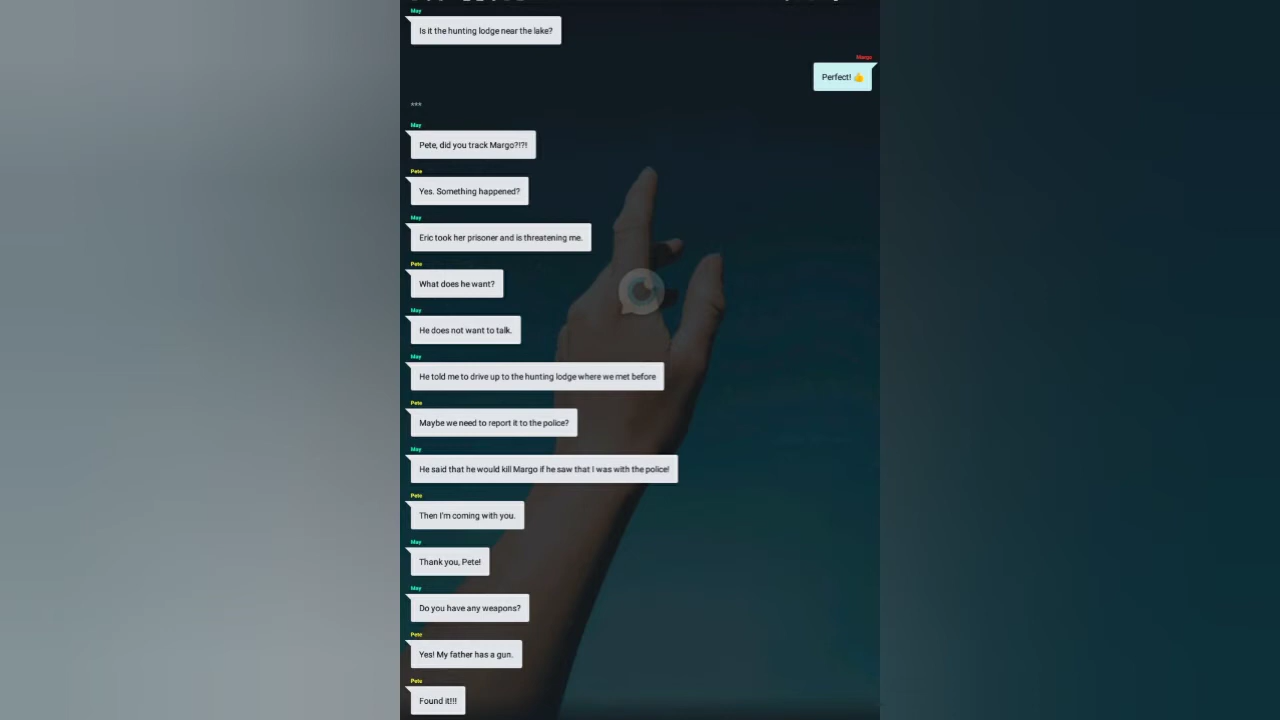 May
Is it the hunting lodge near the lake?
Margo
Perfect! 👍
***
May
Pete, did you track Margo?!?!
Pete
Yes. Something happened?
May
Eric took her prisoner and is threatening me.
Pete
What does he want?
May
He does not want to talk.
May
He told me to drive up to the hunting lodge where we met before
Pete
Maybe we need to report it to the police?
May
He said that he would kill Margo if he saw that I was with the police!
Pete
Then I'm coming with you.
May
Thank you, Pete!
May
Do you have any weapons?
Pete
Yes! My father has a gun.
Pete
Found it!!!